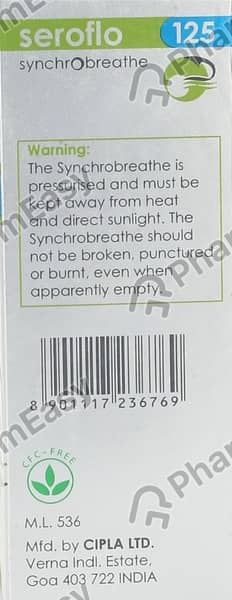 seroflo 125
synchrobreathe
Warning:
The Synchrobreathe is
pressurised and must be
kept away from heat
and direct sunlight. The
Synchrobreathe should
not be broken, punctured
or burnt, even when
apparently empty.
8 901117 236769
CFC-FREE
M.L. 536
Mfd. by CIPLA LTD.
Verna Indl. Estate,
Goa 403 722 INDIA